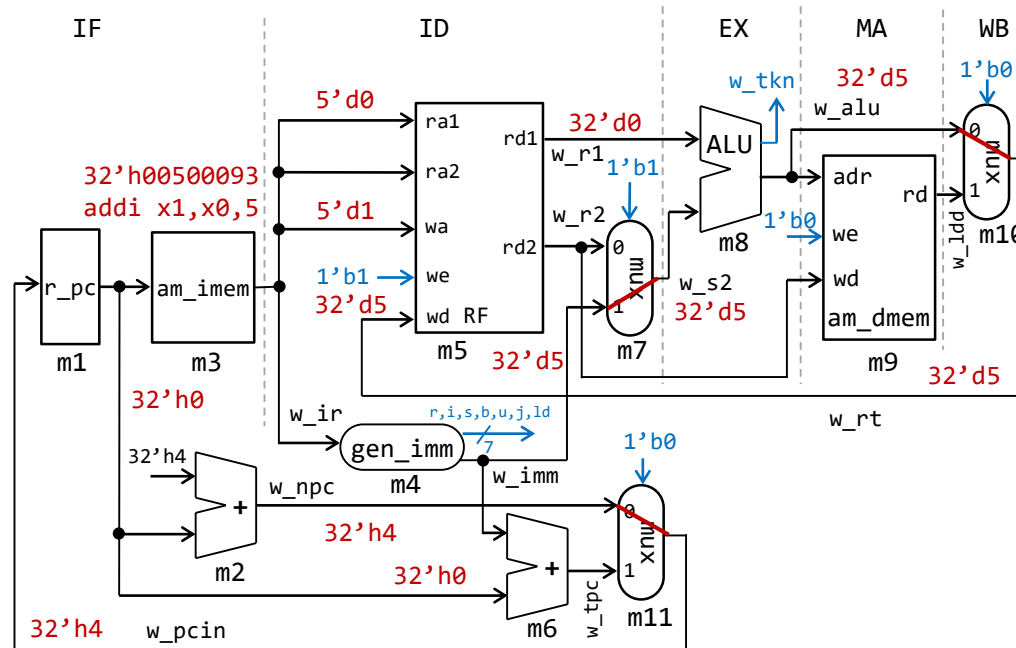 IF
ID
EX
MA
WB
5’d0
ra1
rd1
32’d0
w_r1
w_tkn
ALU
m8
32’d5
w_alu
1’b0
0
mux
1
m10
32’h00500093
addi x1,x0,5
ra2
5’d1
wa
1’b1
we
32’d5
wd RF
m5
rd2
w_r2
1’b1
0
mux
1
m7
w_s2
32’d5
32’d5
adr
rd
1’b0
we
wd
am_dmem
m9
w_ldd
32’d5
w_rt
r_pc
m1
am_imem
m3
32’h0
w_ir
gen_imm
m4
r,i,s,b,u,j,ld
7
w_imm
32’h4
+
m2
w_npc
32’h4
32’h0
+
m6
w_tpc
1’b0
0
mux
1
m11
32’h4
w_pcin